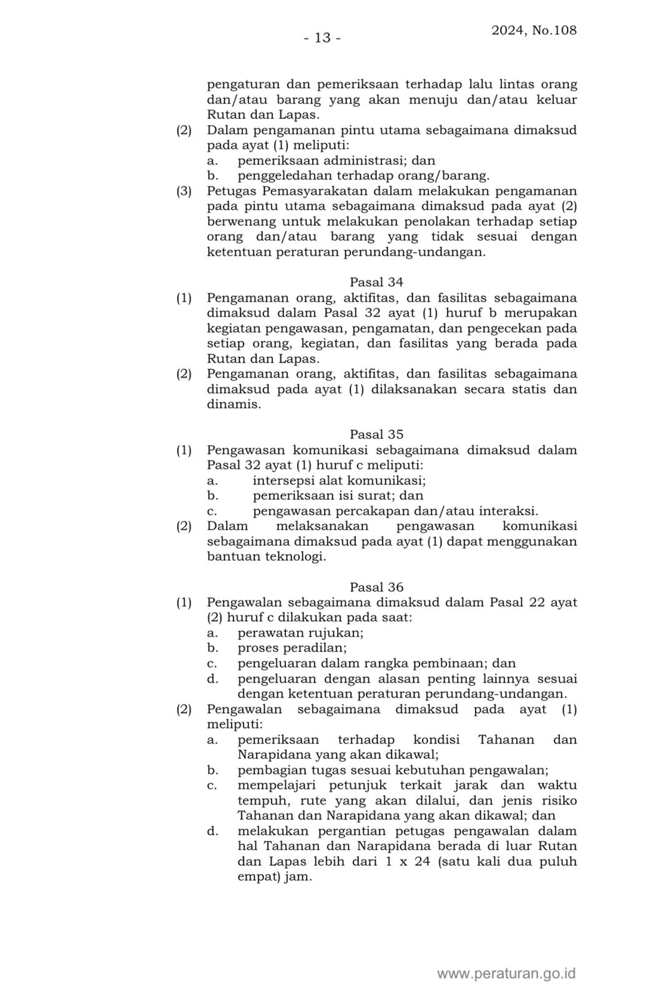 2024, No.108
- 13 -
pengaturan dan pemeriksaan terhadap lalu lintas orang
dan/atau barang yang akan menuju dan/atau keluar
Rutan dan Lapas.
(2) Dalam pengamanan pintu utama sebagaimana dimaksud
pada ayat (1) meliputi:
a. pemeriksaan administrasi; dan
b. penggeledahan terhadap orang/barang.
(3) Petugas Pemasyarakatan dalam melakukan pengamanan
pada pintu utama sebagaimana dimaksud pada ayat (2)
berwenang untuk melakukan penolakan terhadap setiap
orang dan/atau barang yang tidak sesuai dengan
ketentuan peraturan perundang-undangan.
Pasal 34
(1) Pengamanan orang, aktifitas, dan fasilitas sebagaimana
dimaksud dalam Pasal 32 ayat (1) huruf b merupakan
kegiatan pengawasan, pengamatan, dan pengecekan pada
setiap orang, kegiatan, dan fasilitas yang berada pada
Rutan dan Lapas.
(2) Pengamanan orang, aktifitas, dan fasilitas sebagaimana
dimaksud pada ayat (1) dilaksanakan secara statis dan
dinamis.
Pasal 35
(1) Pengawasan komunikasi sebagaimana dimaksud dalam
Pasal 32 ayat (1) huruf c meliputi:
a. intersepsi alat komunikasi;
b. pemeriksaan isi surat; dan
c. pengawasan percakapan dan/atau interaksi.
(2) Dalam melaksanakan pengawasan komunikasi
sebagaimana dimaksud pada ayat (1) dapat menggunakan
bantuan teknologi.
Pasal 36
(1) Pengawalan sebagaimana dimaksud dalam Pasal 22 ayat
(2) huruf c dilakukan pada saat:
a. perawatan rujukan;
b. proses peradilan;
c. pengeluaran dalam rangka pembinaan; dan
d. pengeluaran dengan alasan penting lainnya sesuai
dengan ketentuan peraturan perundang-undangan.
(2) Pengawalan sebagaimana dimaksud pada ayat (1)
meliputi:
a. pemeriksaan terhadap kondisi Tahanan dan
Narapidana yang akan dikawal;
b. pembagian tugas sesuai kebutuhan pengawalan;
c. mempelajari petunjuk terkait jarak dan waktu
tempuh, rute yang akan dilalui, dan jenis risiko
Tahanan dan Narapidana yang akan dikawal; dan
d. melakukan pergantian petugas pengawalan dalam
hal Tahanan dan Narapidana berada di luar Rutan
dan Lapas lebih dari 1 x 24 (satu kali dua puluh
empat) jam.
www.peraturan.go.id